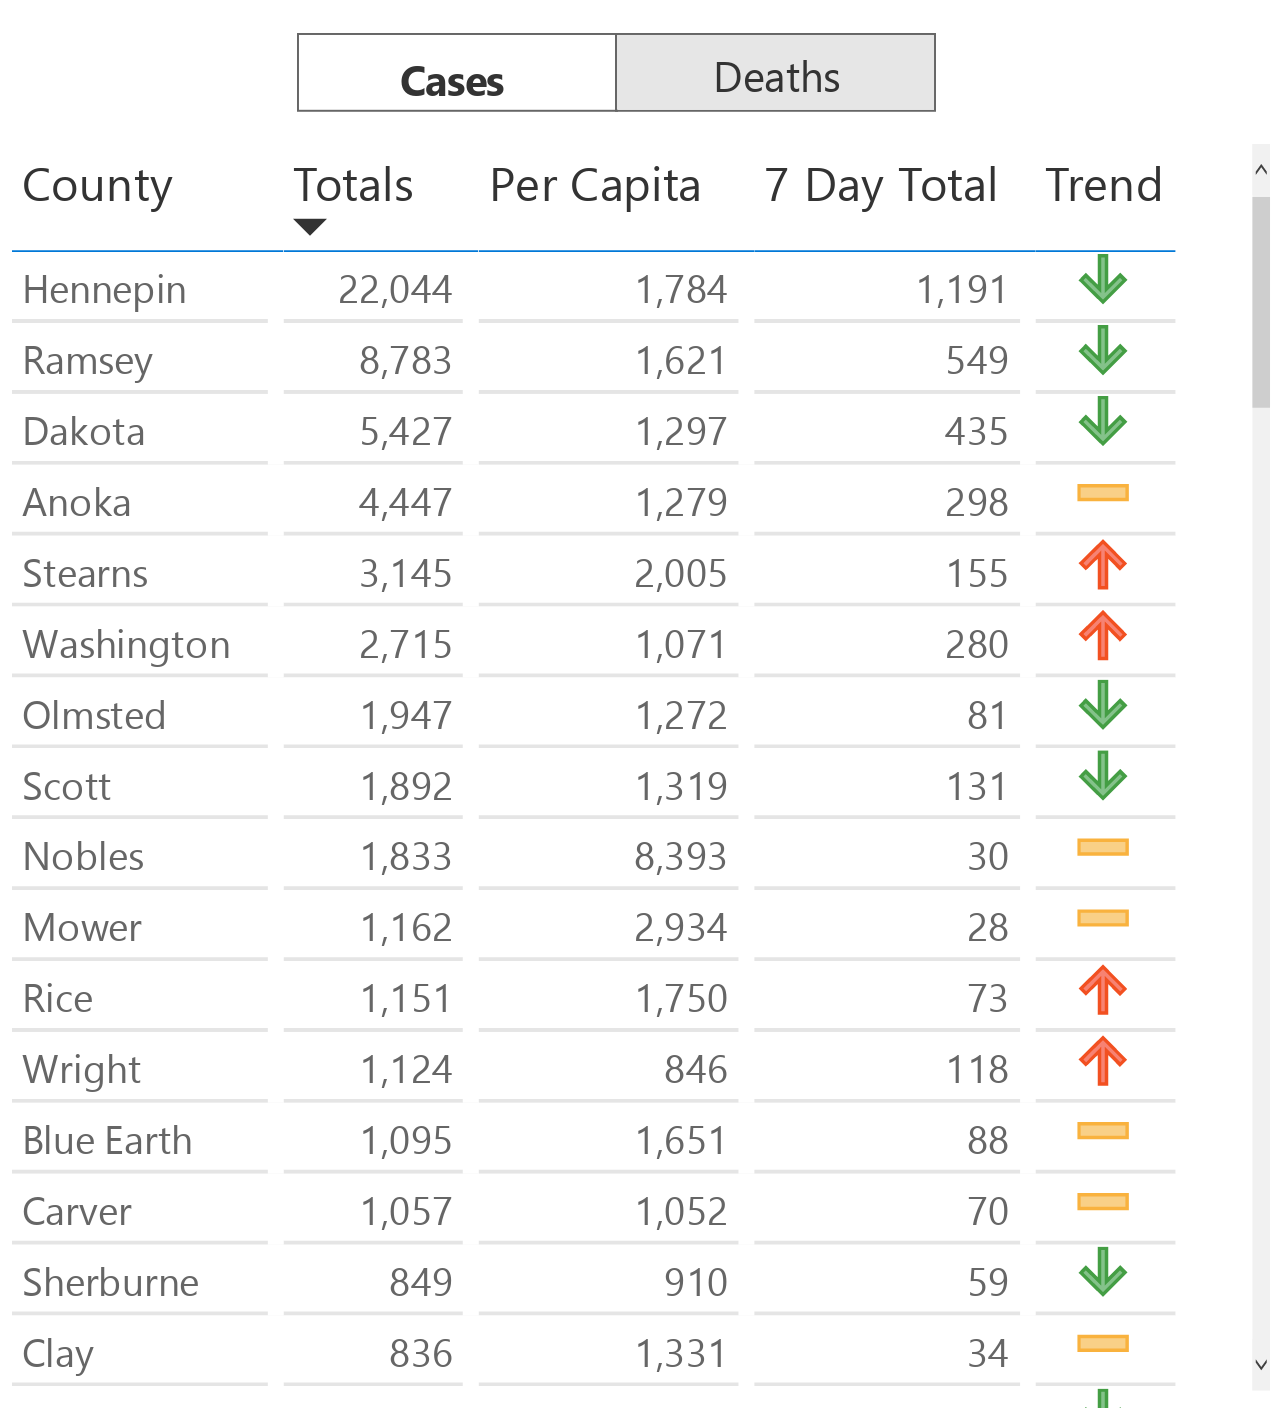 Cases Deaths
County Totals Per Capita 7 Day Total Trend
Hennepin 22,044 1,784 1,191
Ramsey 8,783 1,621 549
Dakota 5,427 1,297 435
Anoka 4,447 1,279 298
Stearns 3,145 2,005 155
Washington 2,715 1,071 280
Olmsted 1,947 1,272 81
Scott 1,892 1,319 131
Nobles 1,833 8,393 30
Mower 1,162 2,934 28
Rice 1,151 1,750 73
Wright 1,124 846 118
Blue Earth 1,095 1,651 88
Carver 1,057 1,052 70
Sherburne 849 910 59
Clay 836 1,331 34